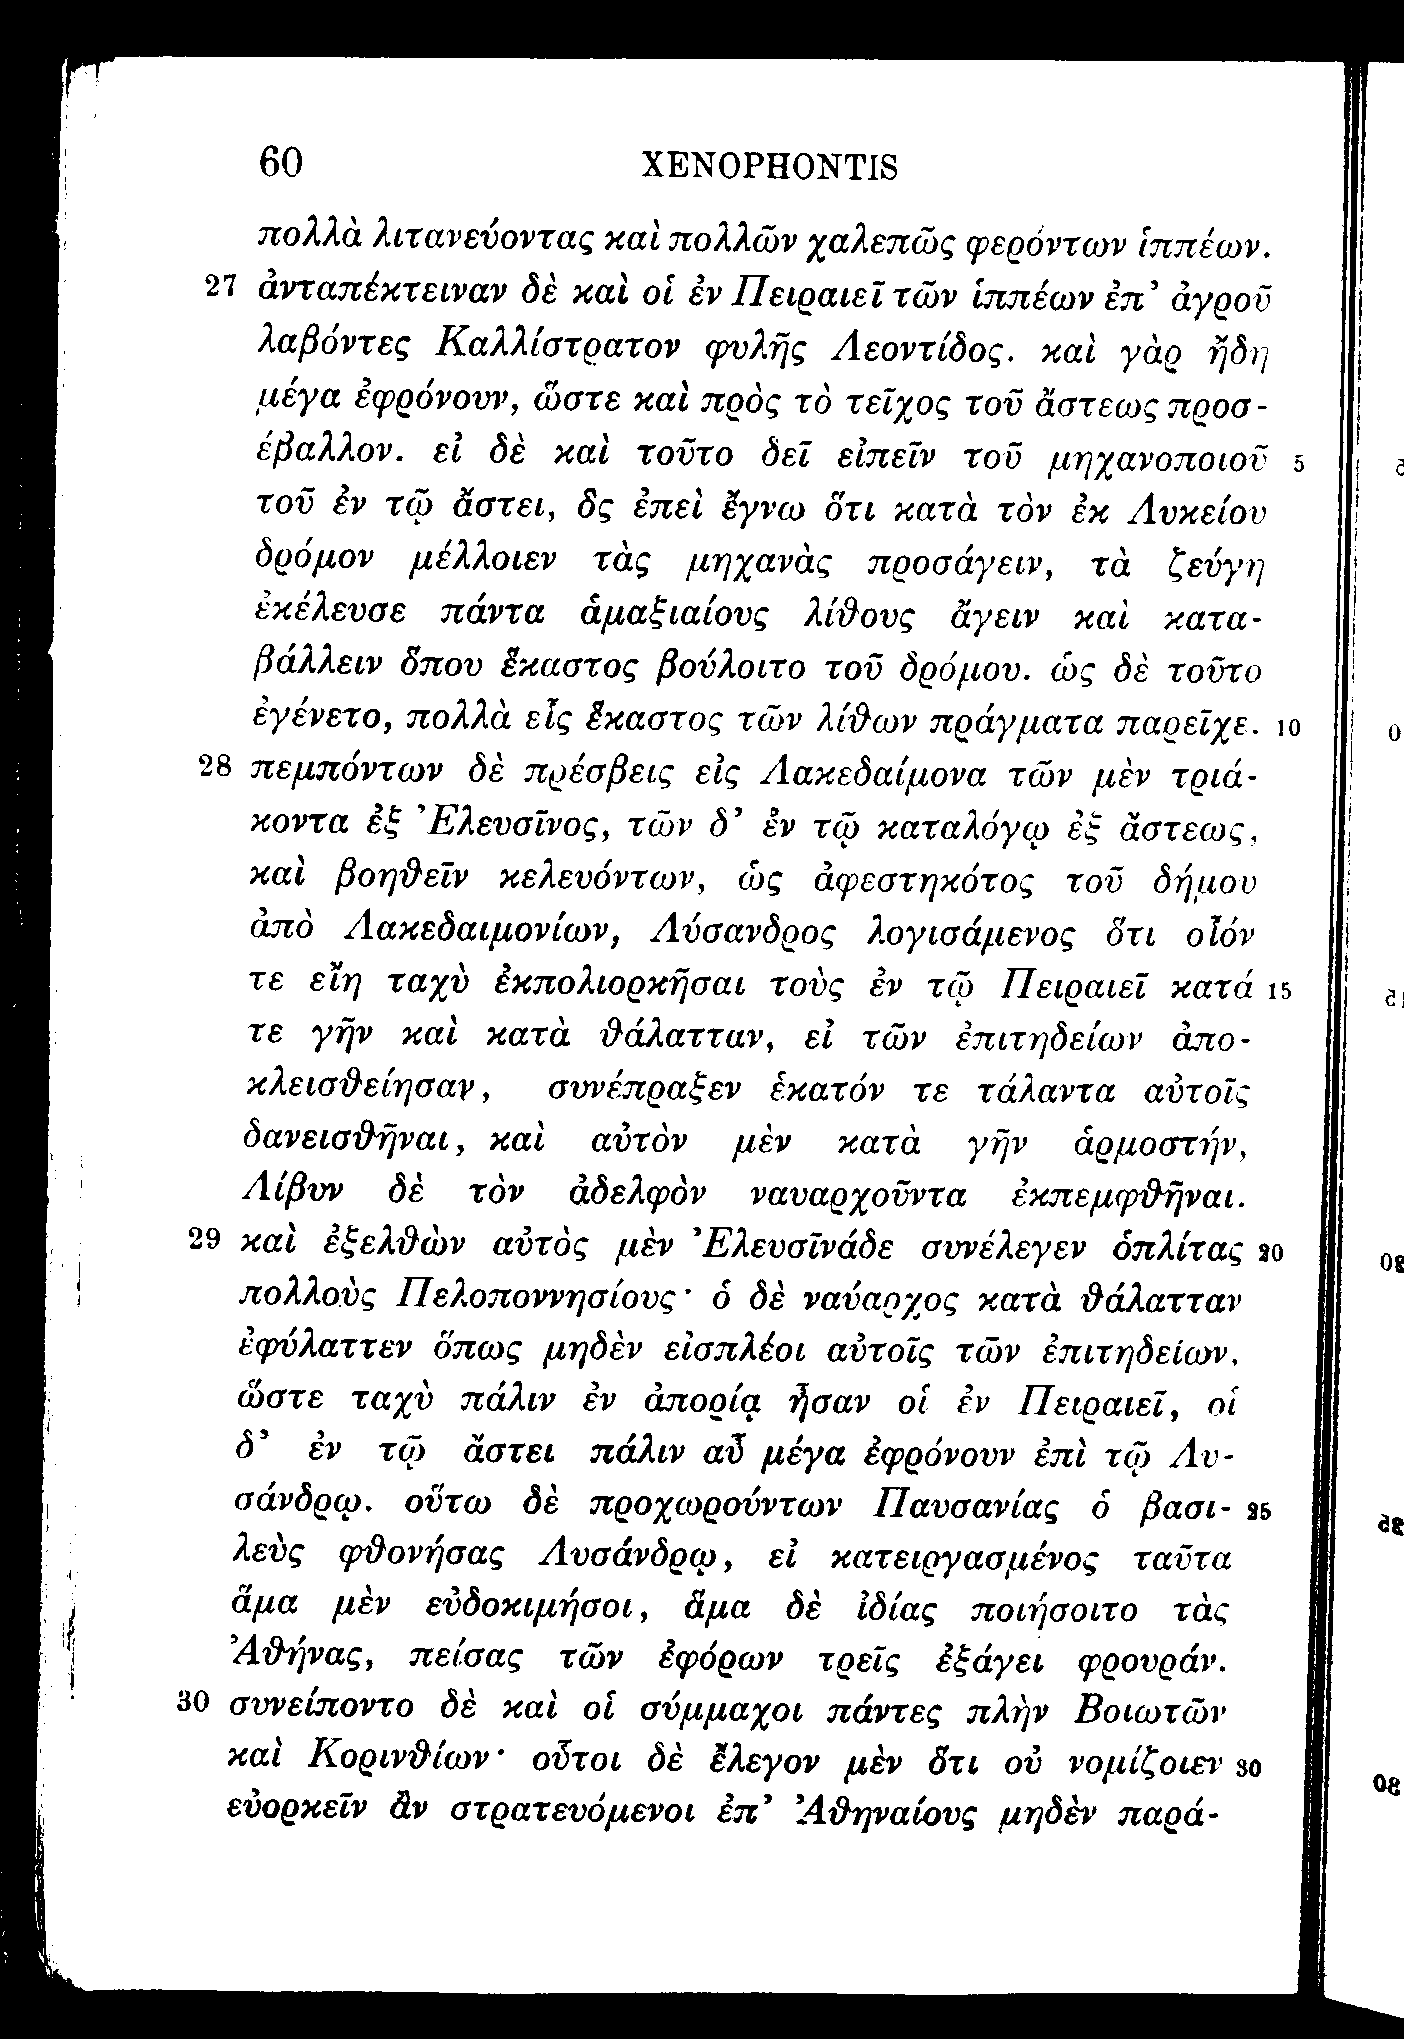 60 XENOPHONTIS
πολλὰ λιτανεύοντας καὶ πολλῶν χαλεπῶς φερόντων ἱππέων.
27 ἀνταπέκτειναν δὲ καὶ οἱ ἐν Πειραιεῖ τῶν ἱππέων ἐπ’ ἀγροῦ
λαβόντες Καλλίστρατον φυλῆς Λεοντίδος. καὶ γὰρ ἤδη
μέγα ἐφρόνουν, ὥστε καὶ πρὸς τὸ τεῖχος τοῦ ἄστεως προσ-
έβαλλον. εἰ δὲ καὶ τοῦτο δεῖ εἰπεῖν τοῦ μηχανοποιοῦ 5
τοῦ ἐν τῷ ἄστει, ὃς ἐπεὶ ἔγνω ὅτι κατὰ τὸν ἐκ Λυκείου
δρόμον μέλλοιεν τὰς μηχανὰς προσάγειν, τὰ ζεύγη
ἐκέλευσε πάντα ἁμαξιαίους λίθους ἄγειν καὶ κατα-
βάλλειν ὅπου ἕκαστος βούλοιτο τοῦ δρόμου. ὡς δὲ τοῦτο
ἐγένετο, πολλὰ εἷς ἕκαστος τῶν λίθων πράγματα παρεῖχε. 10
28 πεμπόντων δὲ πρέσβεις εἰς Λακεδαίμονα τῶν μὲν τριά-
κοντα ἐξ Ἐλευσῖνος, τῶν δ’ ἐν τῷ καταλόγῳ ἐξ ἄστεως,
καὶ βοηθεῖν κελευόντων, ὡς ἀφεστηκότος τοῦ δήμου
ἀπὸ Λακεδαιμονίων, Λύσανδρος λογισάμενος ὅτι οἷόν
τε εἴη ταχὺ ἐκπολιορκῆσαι τοὺς ἐν τῷ Πειραιεῖ κατά 15
τε γῆν καὶ κατὰ θάλατταν, εἰ τῶν ἐπιτηδείων ἀπο-
κλεισθείησαν, συνέπραξεν ἑκατόν τε τάλαντα αὐτοῖς
δανεισθῆναι, καὶ αὐτὸν μὲν κατὰ γῆν ἁρμοστήν,
Λίβυν δὲ τὸν ἀδελφὸν ναυαρχοῦντα ἐκπεμφθῆναι.
29 καὶ ἐξελθὼν αὐτὸς μὲν Ἐλευσῖνάδε συνέλεγεν ὁπλίτας 20
πολλοὺς Πελοποννησίους· ὁ δὲ ναύαρχος κατὰ θάλατταν
ἐφύλαττεν ὅπως μηδὲν εἰσπλέοι αὐτοῖς τῶν ἐπιτηδείων,
ὥστε ταχὺ πάλιν ἐν ἀπορίᾳ ἦσαν οἱ ἐν Πειραιεῖ, οἱ
δ’ ἐν τῷ ἄστει πάλιν αὖ μέγα ἐφρόνουν ἐπὶ τῷ Λυ-
σάνδρῳ. οὕτω δὲ προχωρούντων Παυσανίας ὁ βασι- 25
λεὺς φθονήσας Λυσάνδρῳ, εἰ κατειργασμένος ταῦτα
ἅμα μὲν εὐδοκιμήσοι, ἅμα δὲ ἰδίας ποιήσοιτο τὰς
Ἀθήνας, πείσας τῶν ἐφόρων τρεῖς ἐξάγει φρουράν.
30 συνείποντο δὲ καὶ οἱ σύμμαχοι πάντες πλὴν Βοιωτῶν
καὶ Κορινθίων· οὗτοι δὲ ἔλεγον μὲν ὅτι οὐ νομίζοιεν 30
εὐορκεῖν ἂν στρατευόμενοι ἐπ’ Ἀθηναίους μηδὲν παρά-